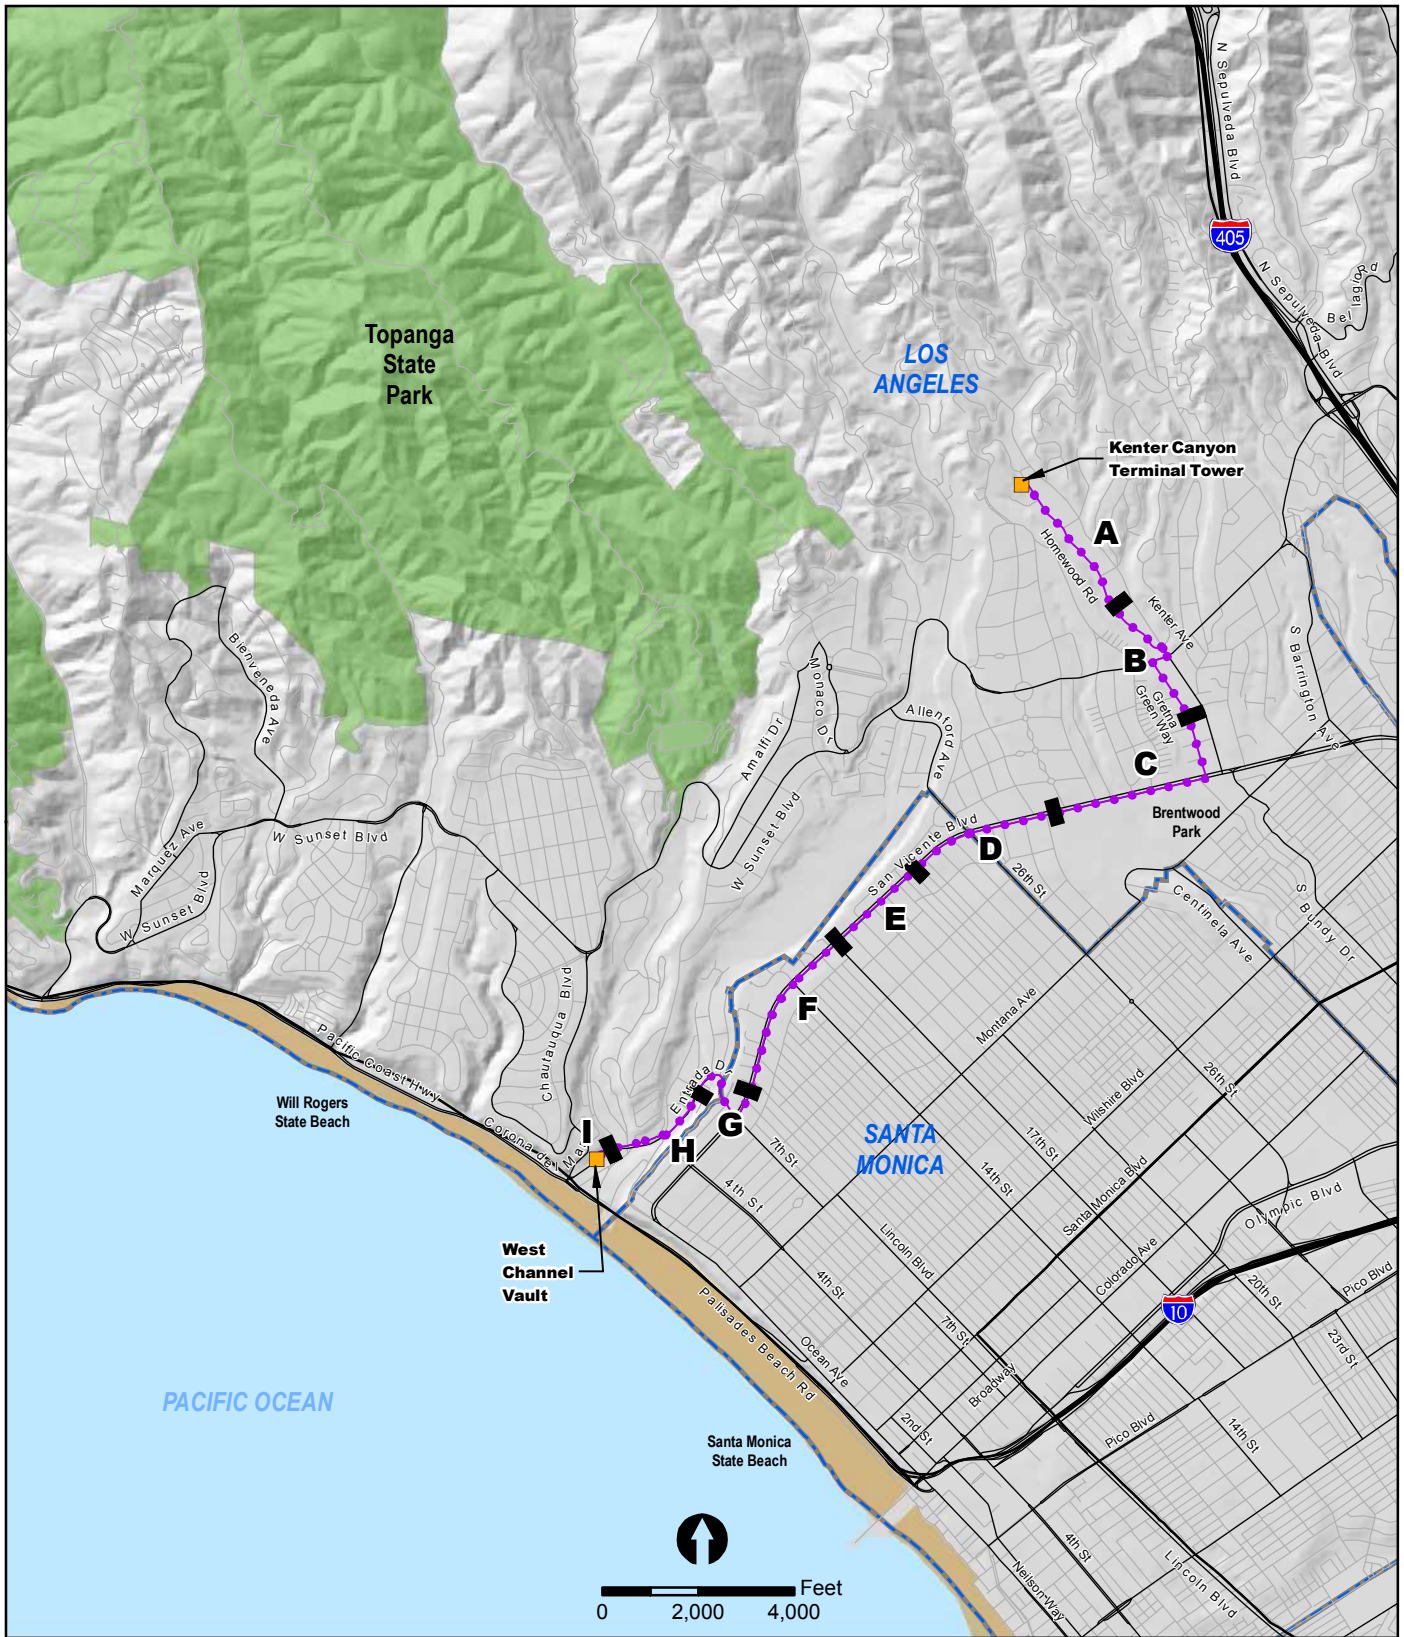 N Sepulveda Blvd
405
N Sepulveda Blvd
Bellagio Rd
Topanga
State
Park
LOS
ANGELES
Kenter Canyon
Terminal Tower
A
Homewood Rd
Kenter Ave
B
Gretna
Green Way
S Barrington Ave
Bienveneda Ave
Monaco Dr
Amalfi Dr
Allenford Ave
C
Brentwood
Park
W Sunset Blvd
W Sunset Blvd
Marquez Ave
W Sunset Blvd
San Vicente Blvd
D
26th St
E
Centinela Ave
S Bundy Dr
F
Montana Ave
Chautauqua Blvd
Pacific Coast Hwy
Will Rogers
State Beach
Corona del Mar
Entrada Dr
I
H
G
7th St
4th St
SANTA
MONICA
Wilshire Blvd
26th St
17th St
14th St
Santa Monica Blvd
Olympic Blvd
Lincoln Blvd
Colorado Ave
West
Channel
Vault
4th St
7th St
10
20th St
Pico Blvd
23rd St
Palisades Beach Rd
Ocean Ave
Broadway
PACIFIC OCEAN
2nd St
Pico Blvd
14th St
Santa Monica
State Beach
4th St
Neilson Way
Lincoln Blvd
Feet
0 2,000 4,000